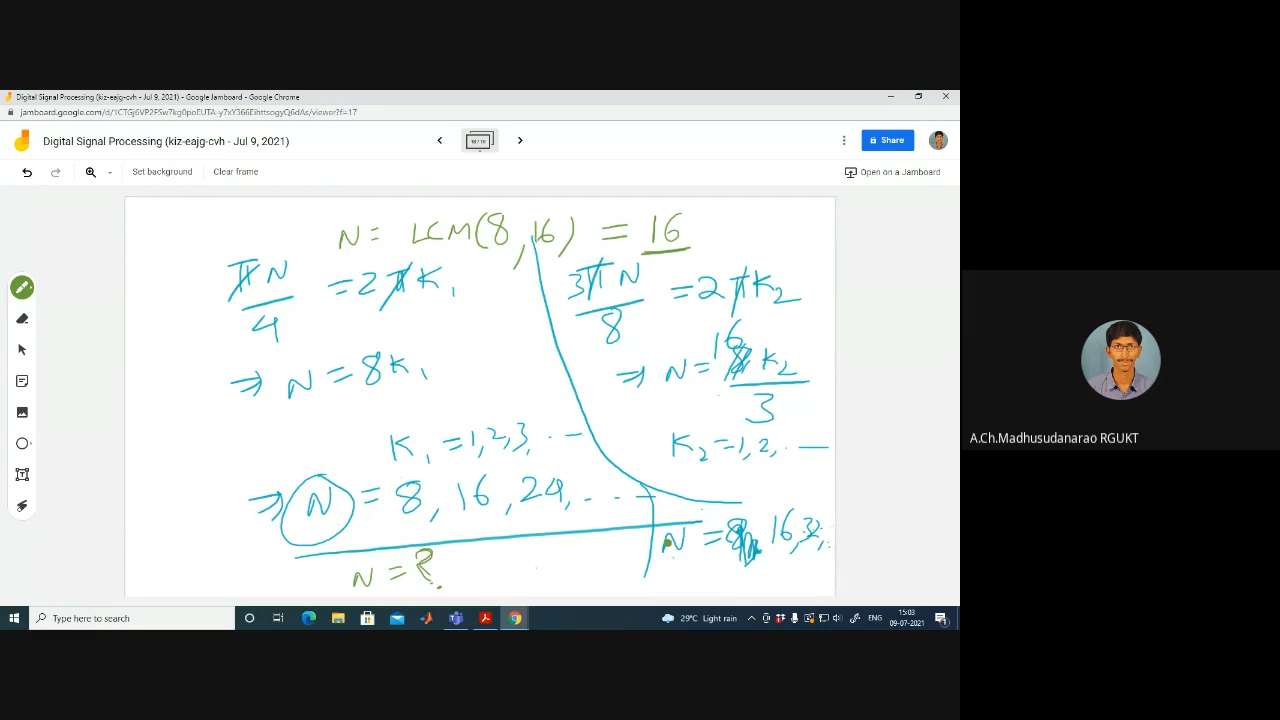 Digital Signal Processing (kiz-eajg-cvh - Jul 9, 2021) - Google Jamboard - Google Chrome
Digital Signal Processing (kiz-eajg-cvh - Jul 9, 2021)
18 / 18
Share
Set background
Clear frame
Open on a Jamboard
N = LCM(8,16) = 16
πN/4 = 2πK₁
3πN/8 = 2πK₂
⇒ N = 8K₁
⇒ N = 16K₂/3
K₁ = 1,2,3, ...
K₂ = 1,2, ...
⇒ N = 8, 16, 24, ...
N = 16, 32, ...
N = ?
A.Ch.Madhusudanarao RGUKT
Type here to search
29°C Light rain
ENG
15:03
09-07-2021